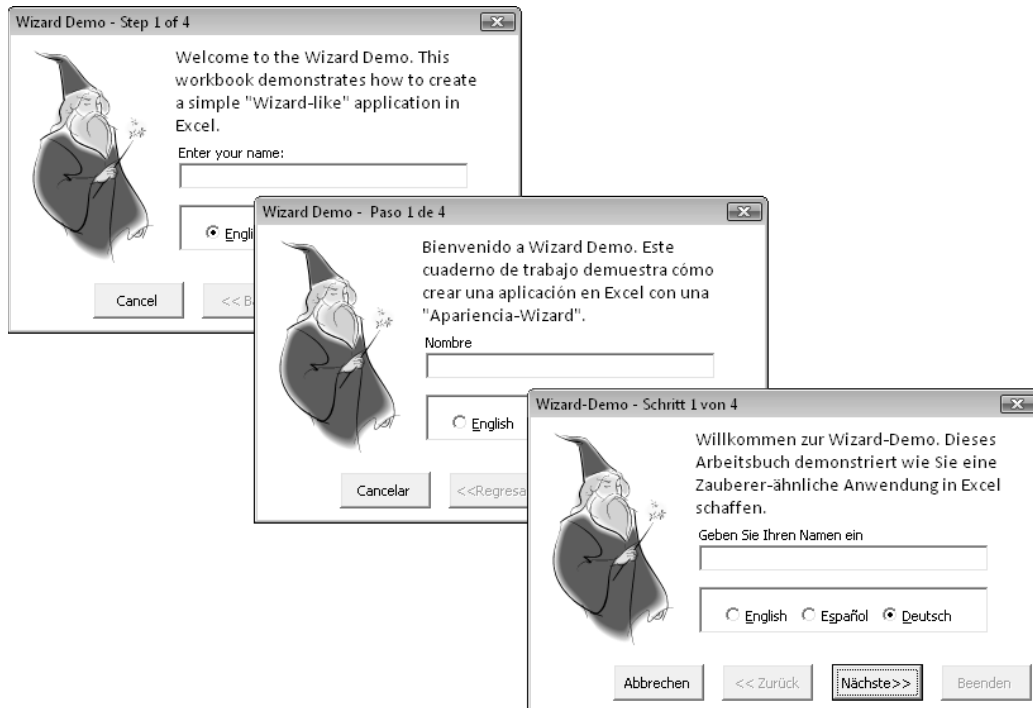 Wizard Demo - Step 1 of 4
Welcome to the Wizard Demo. This
workbook demonstrates how to create
a simple "Wizard-like" application in
Excel.
Enter your name:
Cancel
Wizard Demo - Paso 1 de 4
Bienvenido a Wizard Demo. Este
cuaderno de trabajo demuestra cómo
crear una aplicación en Excel con una
"Apariencia-Wizard".
Nombre
English
Cancelar
Wizard-Demo - Schritt 1 von 4
Willkommen zur Wizard-Demo. Dieses
Arbeitsbuch demonstriert wie Sie eine
Zauberer-ähnliche Anwendung in Excel
schaffen.
Geben Sie Ihren Namen ein
English Español Deutsch
Abbrechen << Zurück Nächste>> Beenden